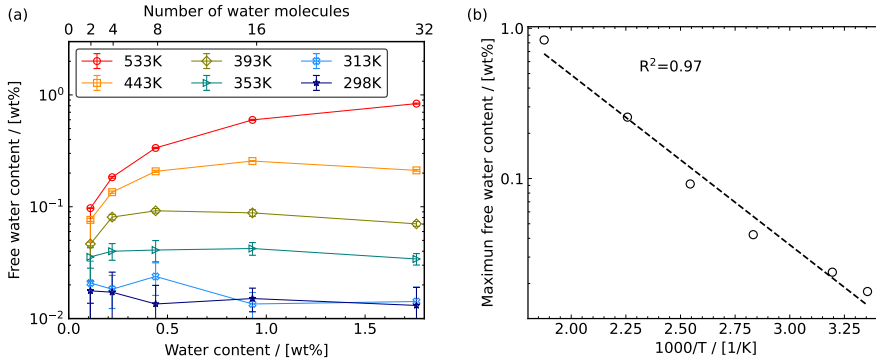 (a)
Number of water molecules
0 2 4 8 16 32
533K 393K 313K
443K 353K 298K
Free water content / [wt%]
10⁰
10⁻¹
10⁻²
0.0 0.5 1.0 1.5
Water content / [wt%]
(b)
1.0
0.1
R²=0.97
Maximun free water content / [wt%]
2.00 2.25 2.50 2.75 3.00 3.25
1000/T / [1/K]